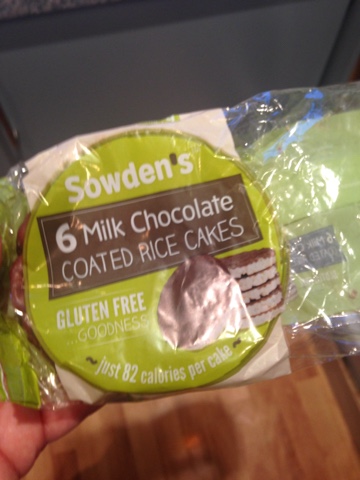 Sowden's
6 Milk Chocolate
COATED RICE CAKES
GLUTEN FREE
...GOODNESS...
~ just 82 calories per cake ~